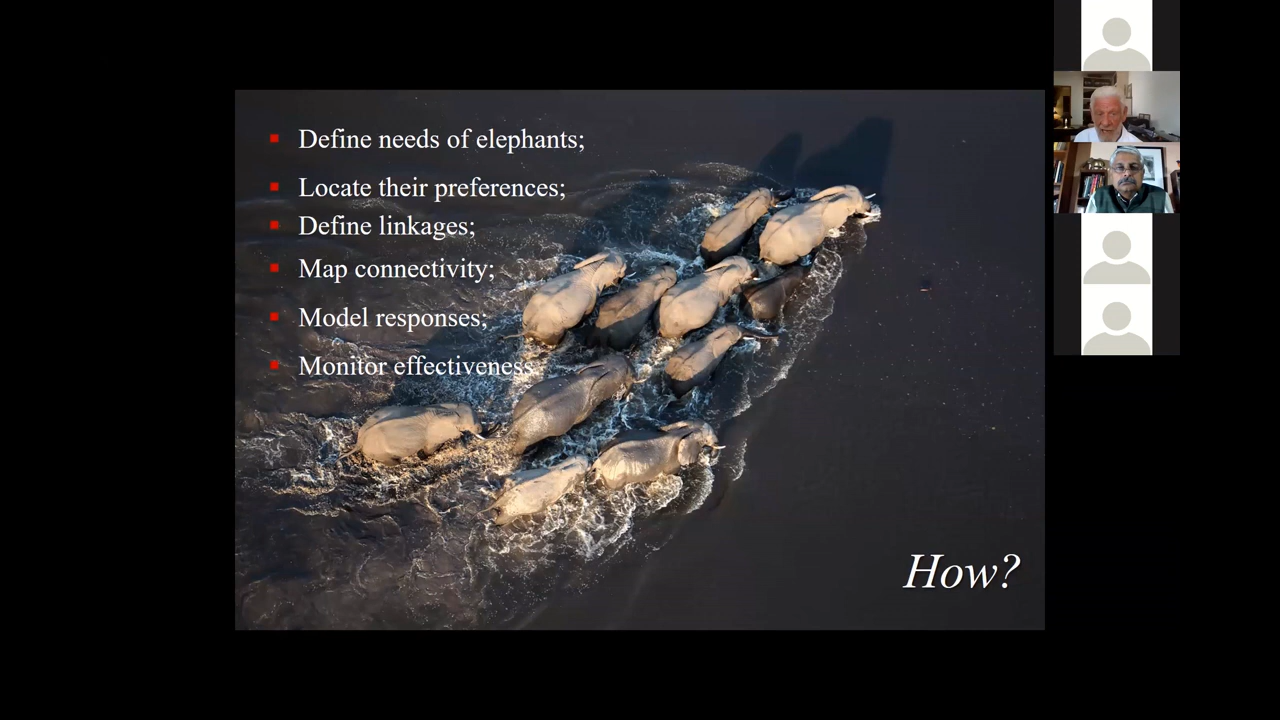 Define needs of elephants;
Locate their preferences;
Define linkages;
Map connectivity;
Model responses;
Monitor effectiveness.
How?